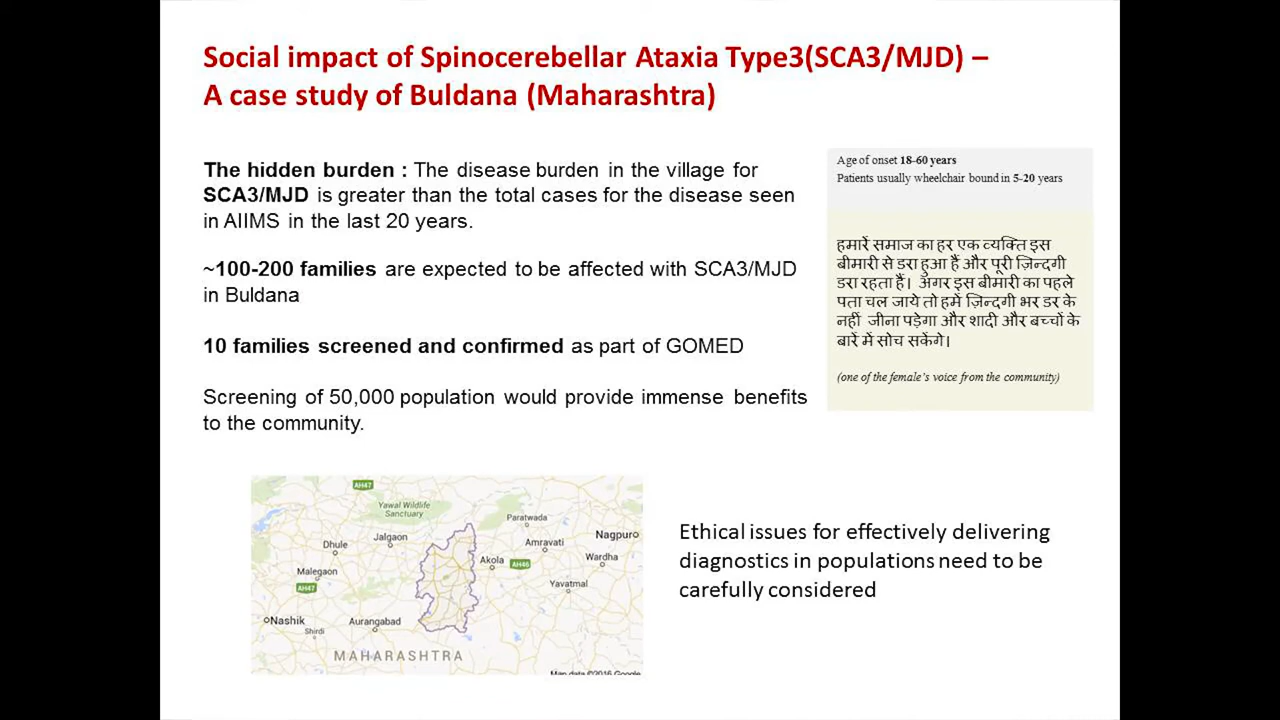 Social impact of Spinocerebellar Ataxia Type3(SCA3/MJD) –
A case study of Buldana (Maharashtra)
The hidden burden : The disease burden in the village for
SCA3/MJD is greater than the total cases for the disease seen
in AIIMS in the last 20 years.
~100-200 families are expected to be affected with SCA3/MJD
in Buldana
10 families screened and confirmed as part of GOMED
Screening of 50,000 population would provide immense benefits
to the community.
Age of onset 18-60 years
Patients usually wheelchair bound in 5-20 years
हमारें समाज का हर एक व्यक्ति इस
बीमारी से डरा हुआ हैं और पूरी ज़िन्दगी
डरा रहता हैं। अगर इस बीमारी का पहले
पता चल जाये तो हमें ज़िन्दगी भर डर के
नहीं जीना पड़ेगा और शादी और बच्चों के
बारें में सोच सकेंगे।
(one of the female's voice from the community)
AH47
Yawal Wildlife
Sanctuary
Paratwada
Nagpur
Dhule
Jalgaon
Amravati
Akola
AH46
Wardha
Malegaon
Yavatmal
AH47
Nashik
Shirdi
Aurangabad
MAHARASHTRA
Map data ©2016 Google
Ethical issues for effectively delivering
diagnostics in populations need to be
carefully considered